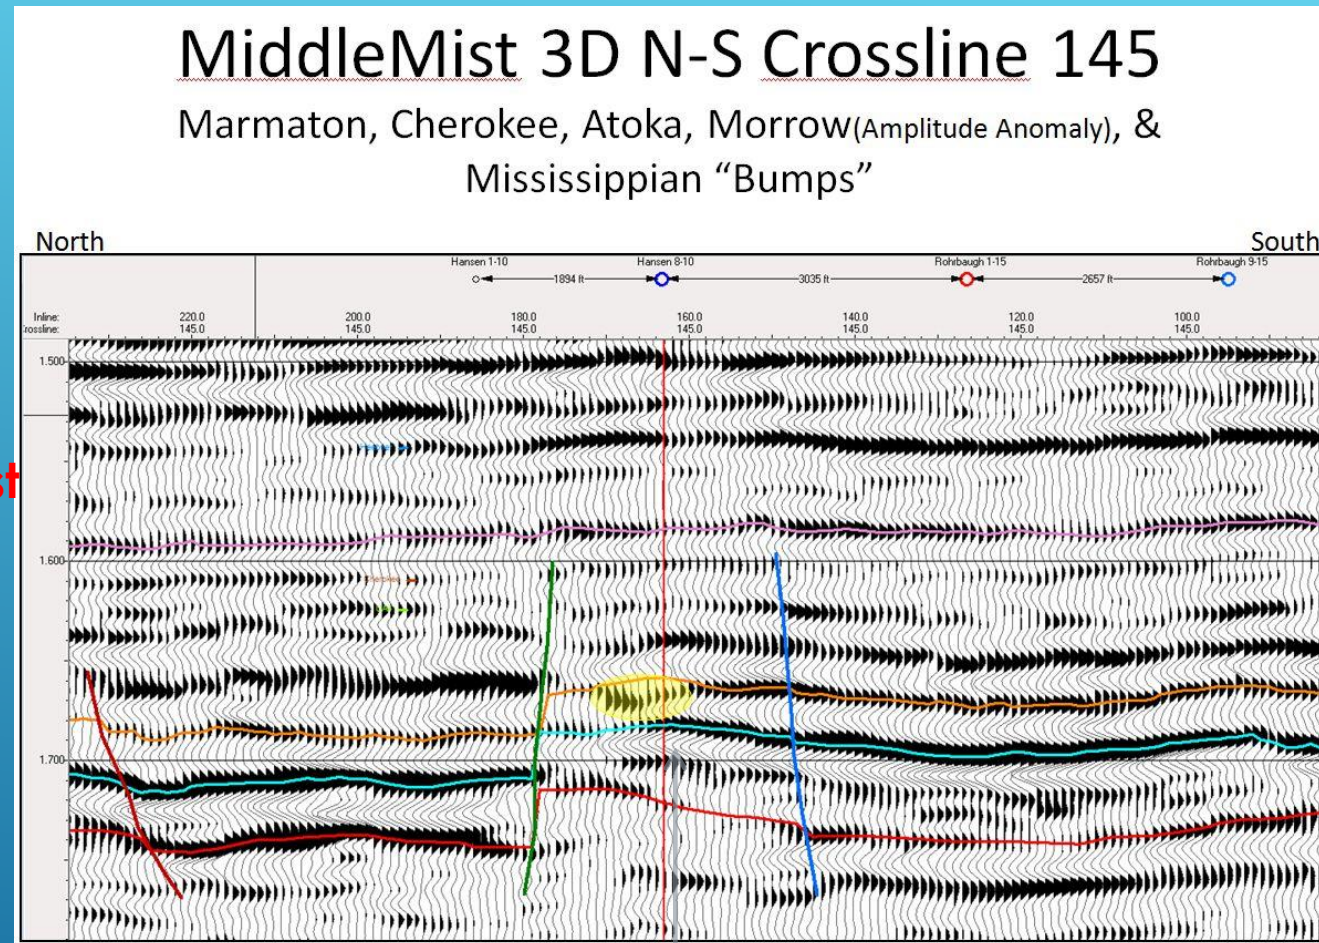 MiddleMist 3D N-S Crossline 145
Marmaton, Cherokee, Atoka, Morrow(Amplitude Anomaly), &
Mississippian “Bumps”
North
South
Hansen 1-10
Hansen 8-10
Rohrbaugh 1-15
Rohrbaugh 9-15
1894 ft
3035 ft
2657 ft
Inline: 220.0 200.0 180.0 160.0 140.0 120.0 100.0
rossline: 145.0 145.0 145.0 145.0 145.0 145.0 145.0
1.500
st
1.600
Cherokee
1.700